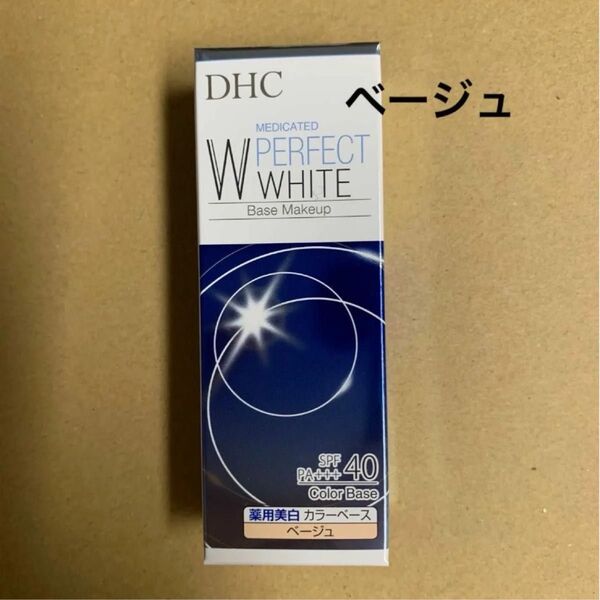 DHC
ベージュ
MEDICATED
W PERFECT
WHITE
Base Makeup
SPF 40
PA+++
Color Base
薬用美白 カラーベース
ベージュ